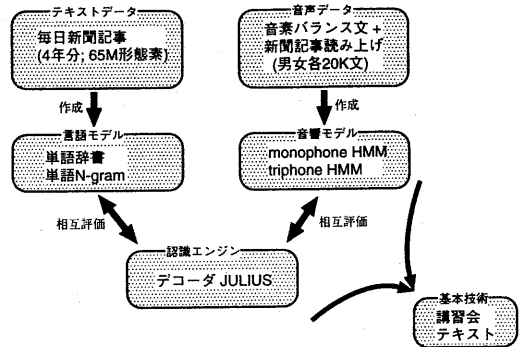 テキストデータ
毎日新聞記事
(4年分; 65M形態素)
音声データ
音素バランス文 +
新聞記事読み上げ
(男女各20K文)
作成
作成
言語モデル
単語辞書
単語N-gram
音響モデル
monophone HMM
triphone HMM
相互評価
相互評価
認識エンジン
デコーダ JULIUS
基本技術
講習会
テキスト